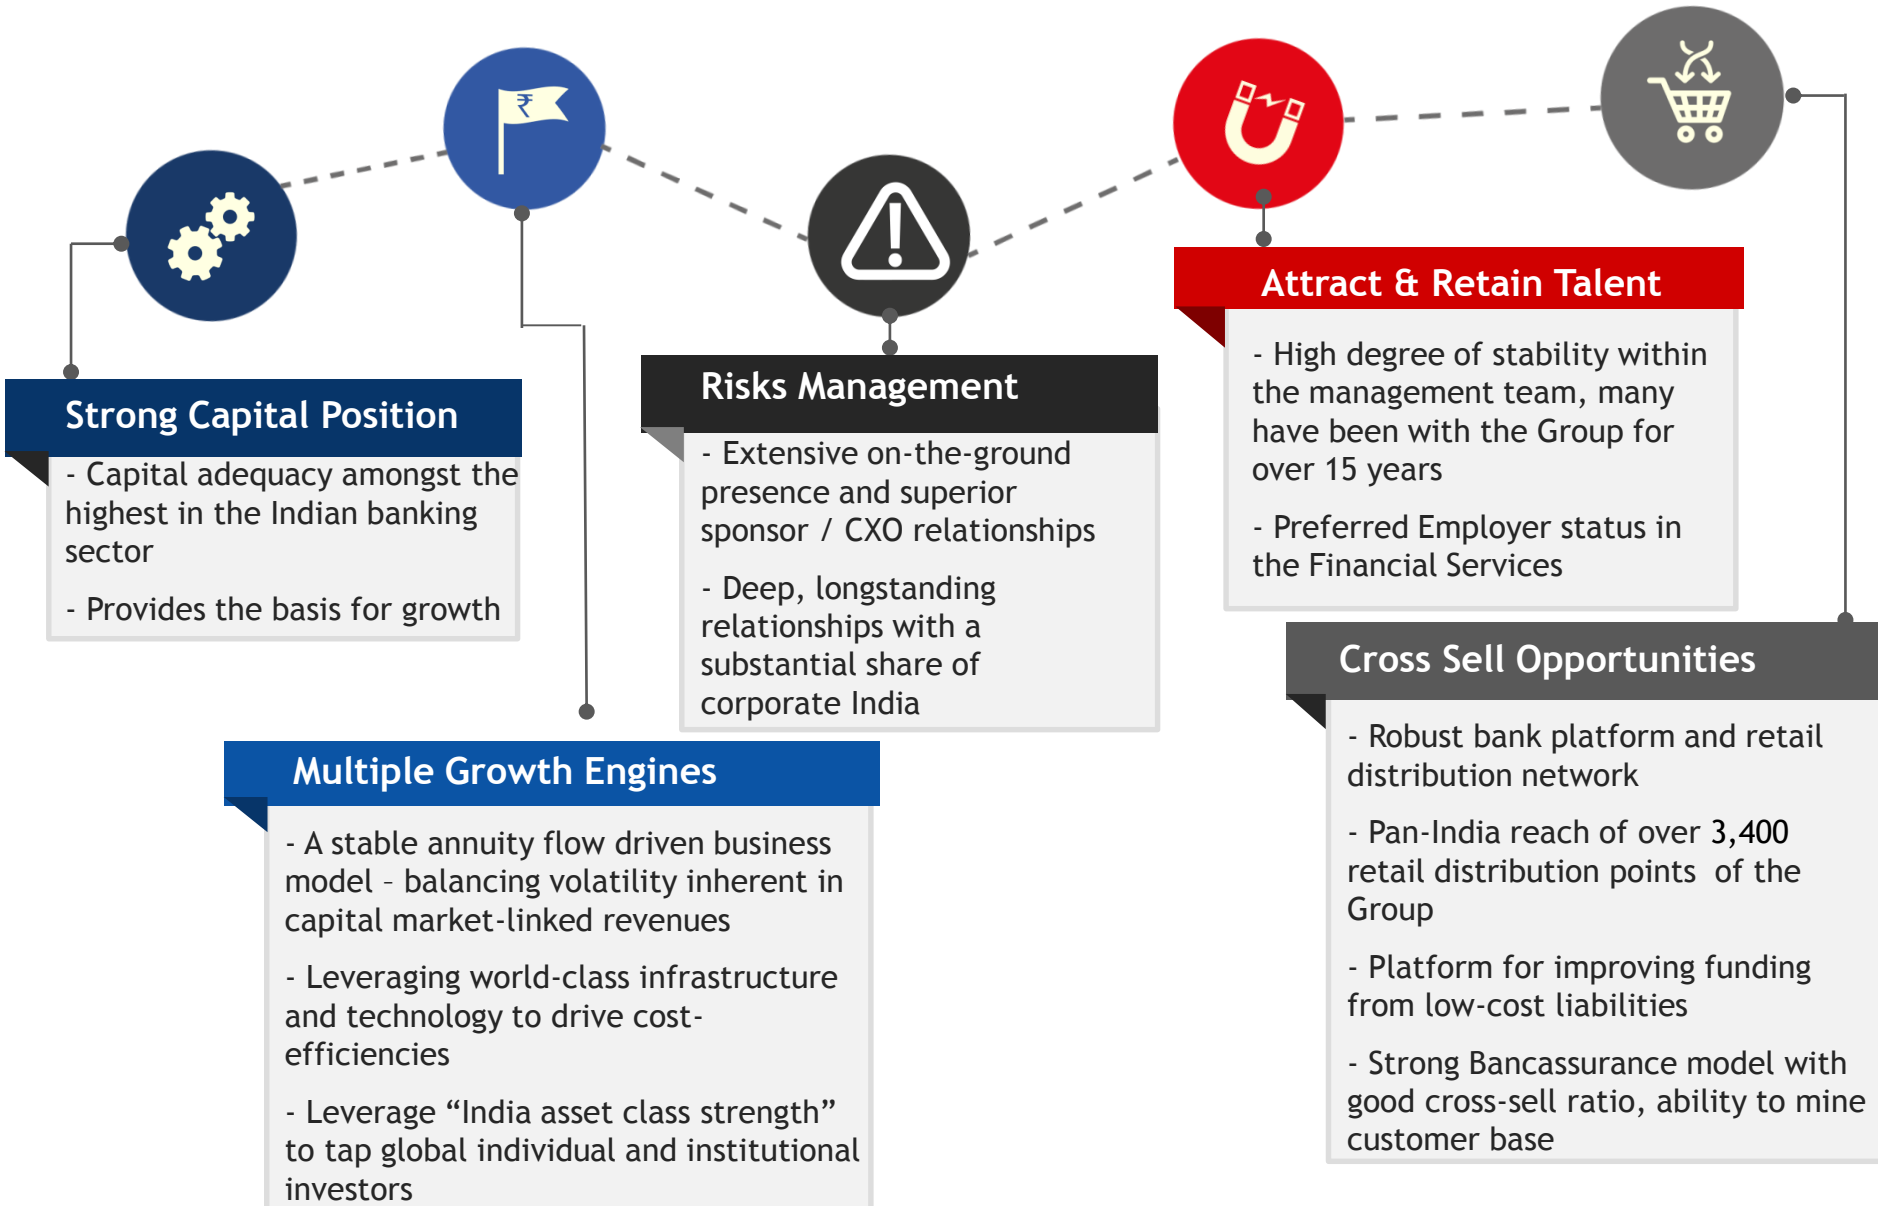 ₹
Strong Capital Position
- Capital adequacy amongst the
highest in the Indian banking
sector
- Provides the basis for growth
Multiple Growth Engines
- A stable annuity flow driven business
model – balancing volatility inherent in
capital market-linked revenues
- Leveraging world-class infrastructure
and technology to drive cost-
efficiencies
- Leverage “India asset class strength”
to tap global individual and institutional
investors
Risks Management
- Extensive on-the-ground
presence and superior
sponsor / CXO relationships
- Deep, longstanding
relationships with a
substantial share of
corporate India
Attract & Retain Talent
- High degree of stability within
the management team, many
have been with the Group for
over 15 years
- Preferred Employer status in
the Financial Services
Cross Sell Opportunities
- Robust bank platform and retail
distribution network
- Pan-India reach of over 3,400
retail distribution points  of the
Group
- Platform for improving funding
from low-cost liabilities
- Strong Bancassurance model with
good cross-sell ratio, ability to mine
customer base